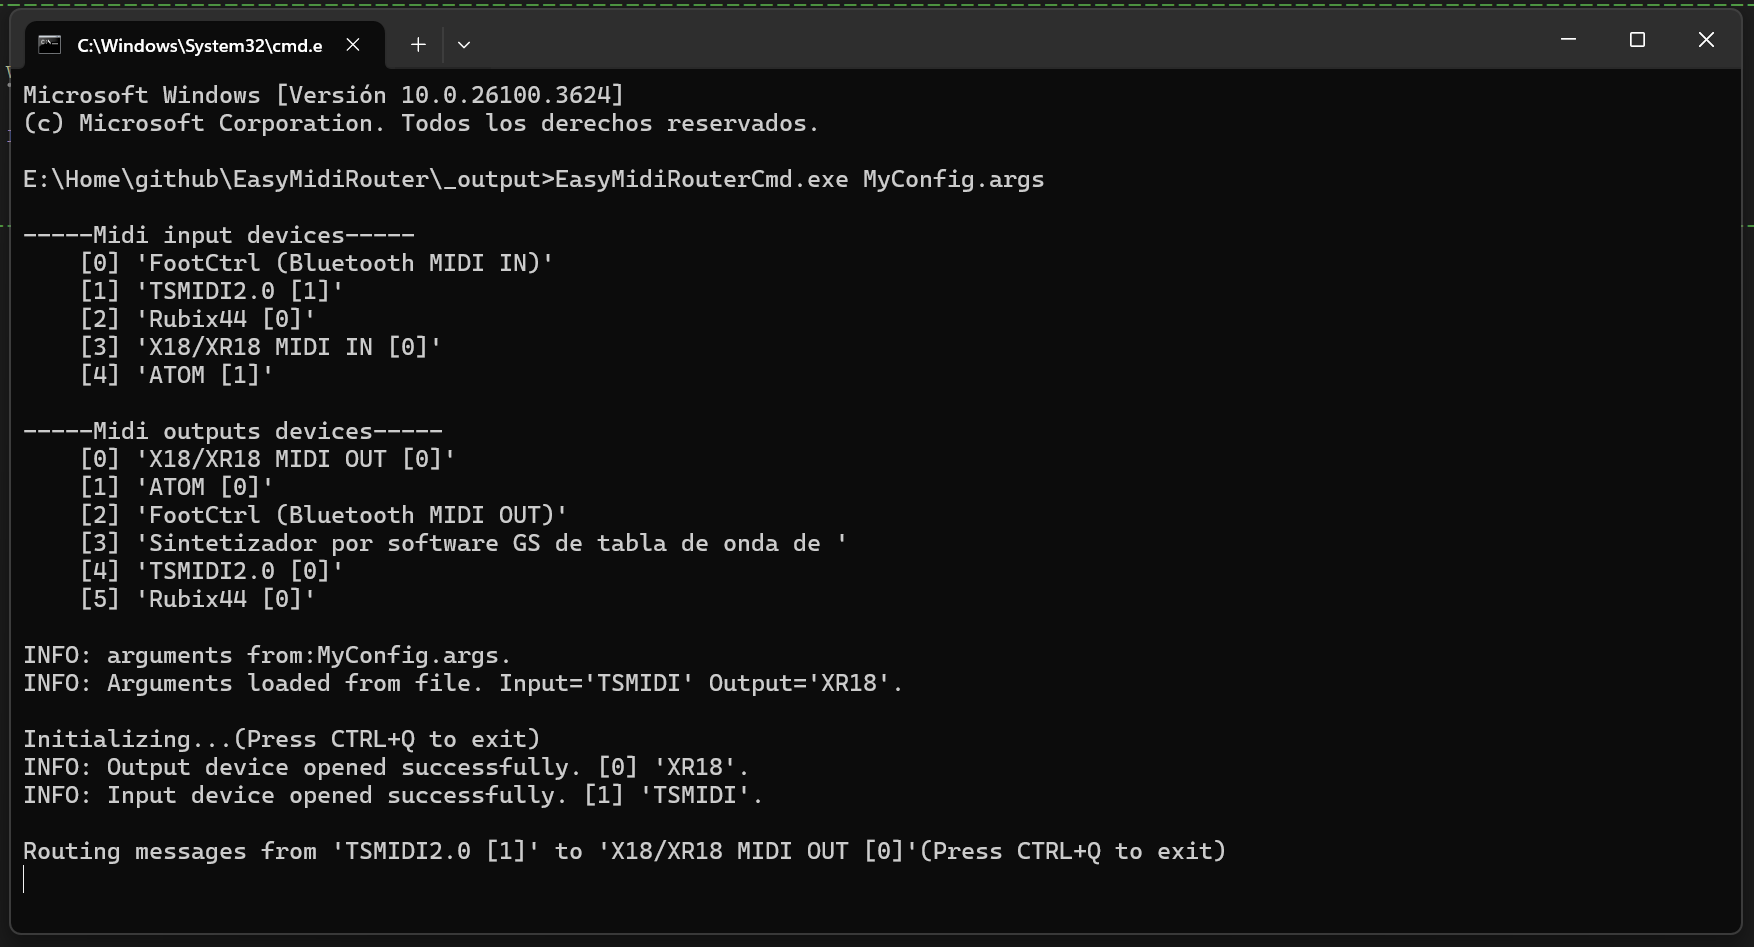 C:\Windows\System32\cmd.e
Microsoft Windows [Versión 10.0.26100.3624]
(c) Microsoft Corporation. Todos los derechos reservados.
E:\Home\github\EasyMidiRouter\_output>EasyMidiRouterCmd.exe MyConfig.args
-----Midi input devices-----
[0] 'FootCtrl (Bluetooth MIDI IN)'
[1] 'TSMIDI2.0 [1]'
[2] 'Rubix44 [0]'
[3] 'X18/XR18 MIDI IN [0]'
[4] 'ATOM [1]'
-----Midi outputs devices-----
[0] 'X18/XR18 MIDI OUT [0]'
[1] 'ATOM [0]'
[2] 'FootCtrl (Bluetooth MIDI OUT)'
[3] 'Sintetizador por software GS de tabla de onda de '
[4] 'TSMIDI2.0 [0]'
[5] 'Rubix44 [0]'
INFO: arguments from:MyConfig.args.
INFO: Arguments loaded from file. Input='TSMIDI' Output='XR18'.
Initializing...(Press CTRL+Q to exit)
INFO: Output device opened successfully. [0] 'XR18'.
INFO: Input device opened successfully. [1] 'TSMIDI'.
Routing messages from 'TSMIDI2.0 [1]' to 'X18/XR18 MIDI OUT [0]'(Press CTRL+Q to exit)